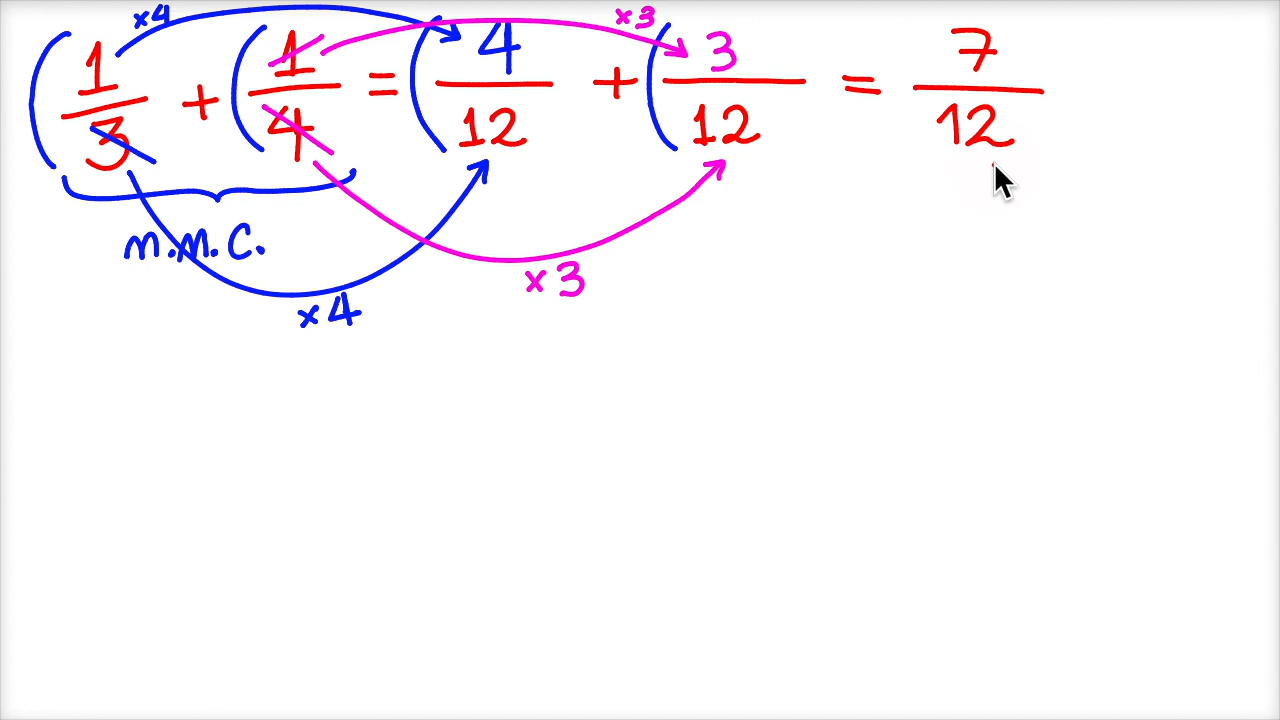 ×4 ×3
(1/3 + (1/4 = (4/12 + (3/12 = 7/12
m.m.c.
×3
×4